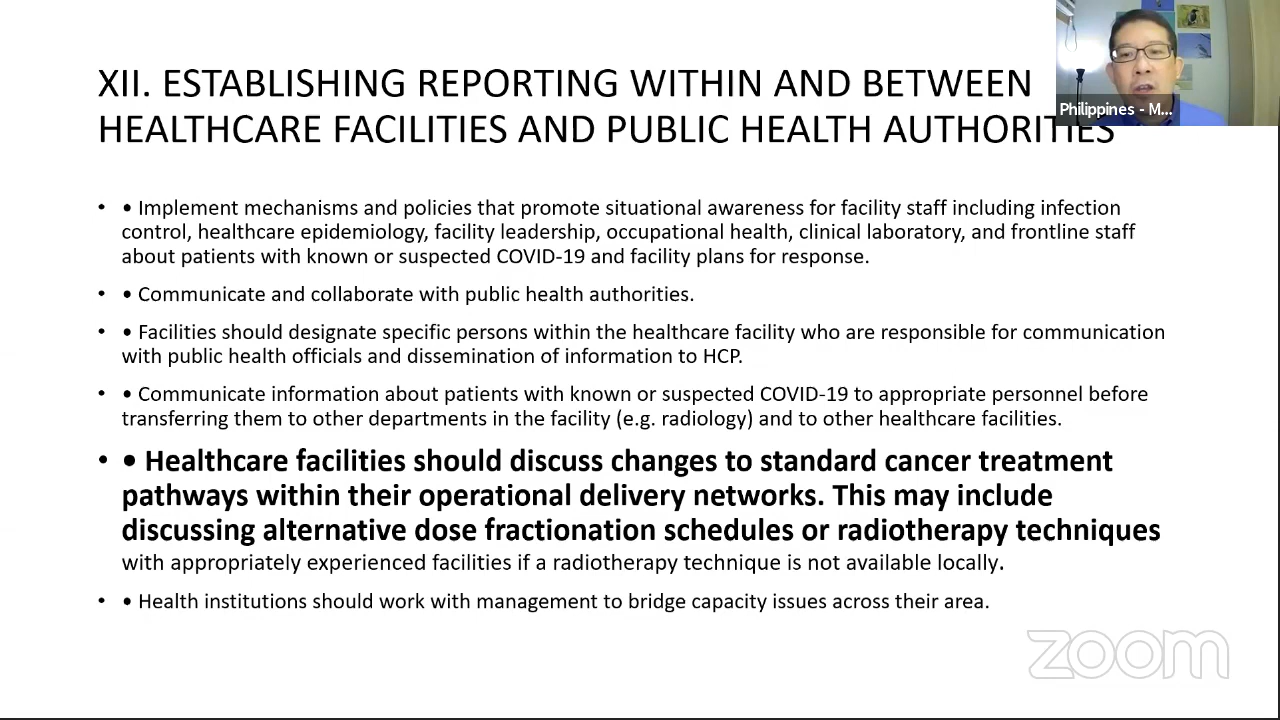 XII. ESTABLISHING REPORTING WITHIN AND BETWEEN
HEALTHCARE FACILITIES AND PUBLIC HEALTH AUTHORITIES
Philippines - M...
• • Implement mechanisms and policies that promote situational awareness for facility staff including infection
control, healthcare epidemiology, facility leadership, occupational health, clinical laboratory, and frontline staff
about patients with known or suspected COVID-19 and facility plans for response.
• • Communicate and collaborate with public health authorities.
• • Facilities should designate specific persons within the healthcare facility who are responsible for communication
with public health officials and dissemination of information to HCP.
• • Communicate information about patients with known or suspected COVID-19 to appropriate personnel before
transferring them to other departments in the facility (e.g. radiology) and to other healthcare facilities.
• • Healthcare facilities should discuss changes to standard cancer treatment
pathways within their operational delivery networks. This may include
discussing alternative dose fractionation schedules or radiotherapy techniques
with appropriately experienced facilities if a radiotherapy technique is not available locally.
• • Health institutions should work with management to bridge capacity issues across their area.
zoom